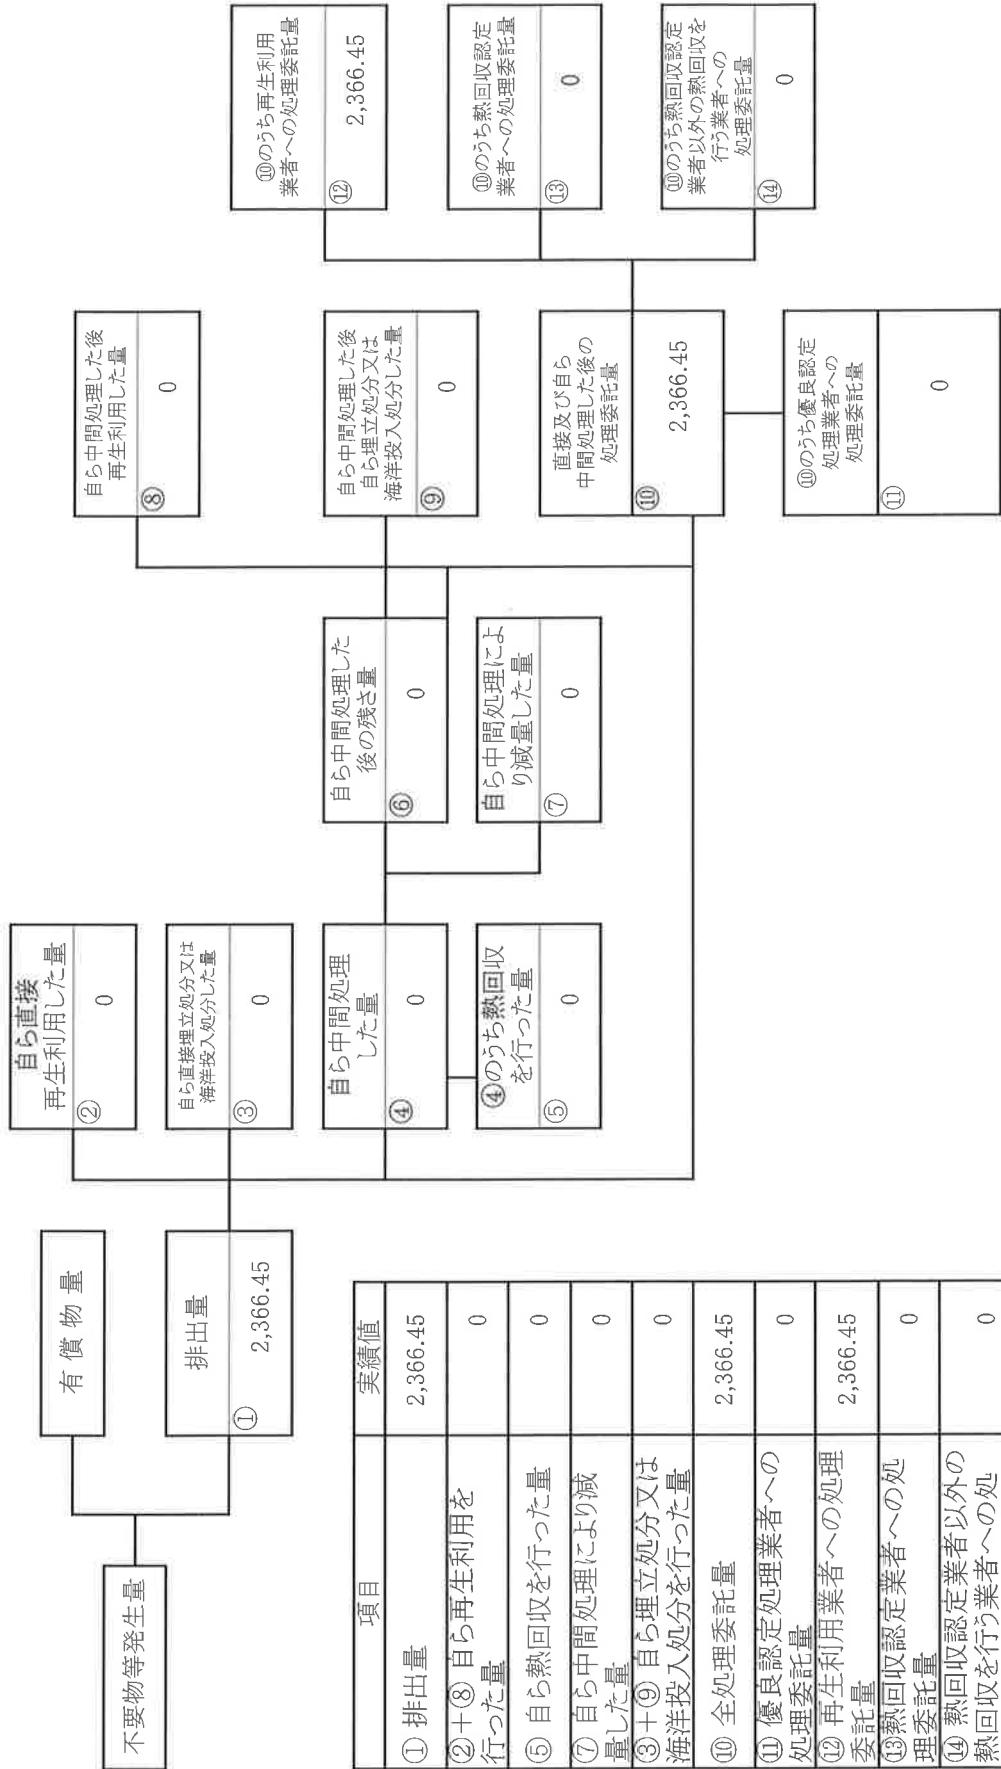 不要物等発生量
有償物量
排出量
①
2,366.45
自ら直接
再生利用した量
②
0
自ら直接埋立処分又は
海洋投入処分した量
③
0
自ら中間処理
した量
④
0
④のうち熱回収
を行った量
⑤
0
自ら中間処理した
後の残さ量
⑥
0
自ら中間処理によ
り減量した量
⑦
0
自ら中間処理した後
再生利用した量
⑧
0
自ら中間処理した後
自ら埋立処分又は
海洋投入処分した量
⑨
0
直接及び自ら
中間処理した後の
処理委託量
⑩
2,366.45
⑩のうち優良認定
処理業者への
処理委託量
⑪
0
⑩のうち再生利用
業者への処理委託量
⑫
2,366.45
⑩のうち熱回収認定
業者への処理委託量
⑬
0
⑩のうち熱回収認定
業者以外の熱回収を
行う業者への
処理委託量
⑭
0
項目 実績値
① 排出量 2,366.45
②+⑧ 自ら再生利用を
行った量 0
⑤ 自ら熱回収を行った量 0
⑦ 自ら中間処理により減
量した量 0
③+⑨ 自ら埋立処分又は
海洋投入処分を行った量 0
⑩ 全処理委託量 2,366.45
⑪ 優良認定処理業者への
処理委託量 0
⑫ 再生利用業者への処理
委託量 2,366.45
⑬熱回収認定業者への処
理委託量 0
⑭ 熱回収認定業者以外の
熱回収を行う業者への処 0